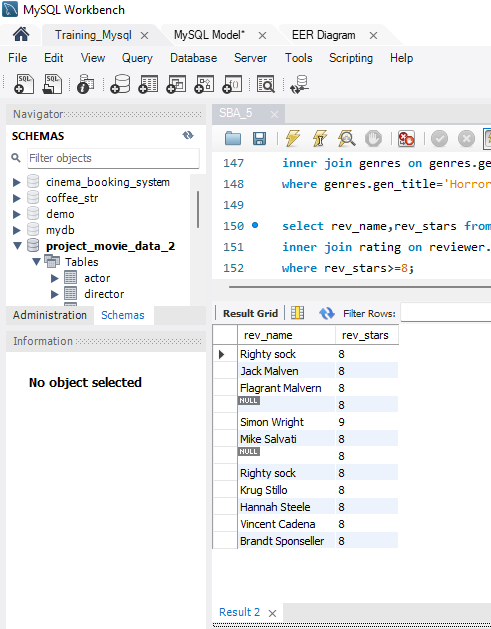 MySQL Workbench
Training_Mysql MySQL Model* EER Diagram
File Edit View Query Database Server Tools Scripting Help
SQL SQL
Navigator
SCHEMAS
Filter objects
cinema_booking_system
coffee_str
demo
mydb
project_movie_data_2
Tables
actor
director
Administration Schemas
Information
No object selected
SBA_5
147 inner join genres on genres.ge
148 where genres.gen_title='Horror
149
150 select rev_name,rev_stars from
151 inner join rating on reviewer.
152 where rev_stars>=8;
Result Grid Filter Rows:
rev_name rev_stars
Righty sock 8
Jack Malven 8
Flagrant Malvern 8
NULL 8
Simon Wright 9
Mike Salvati 8
NULL 8
Righty sock 8
Krug Stillo 8
Hannah Steele 8
Vincent Cadena 8
Brandt Sponseller 8
Result 2